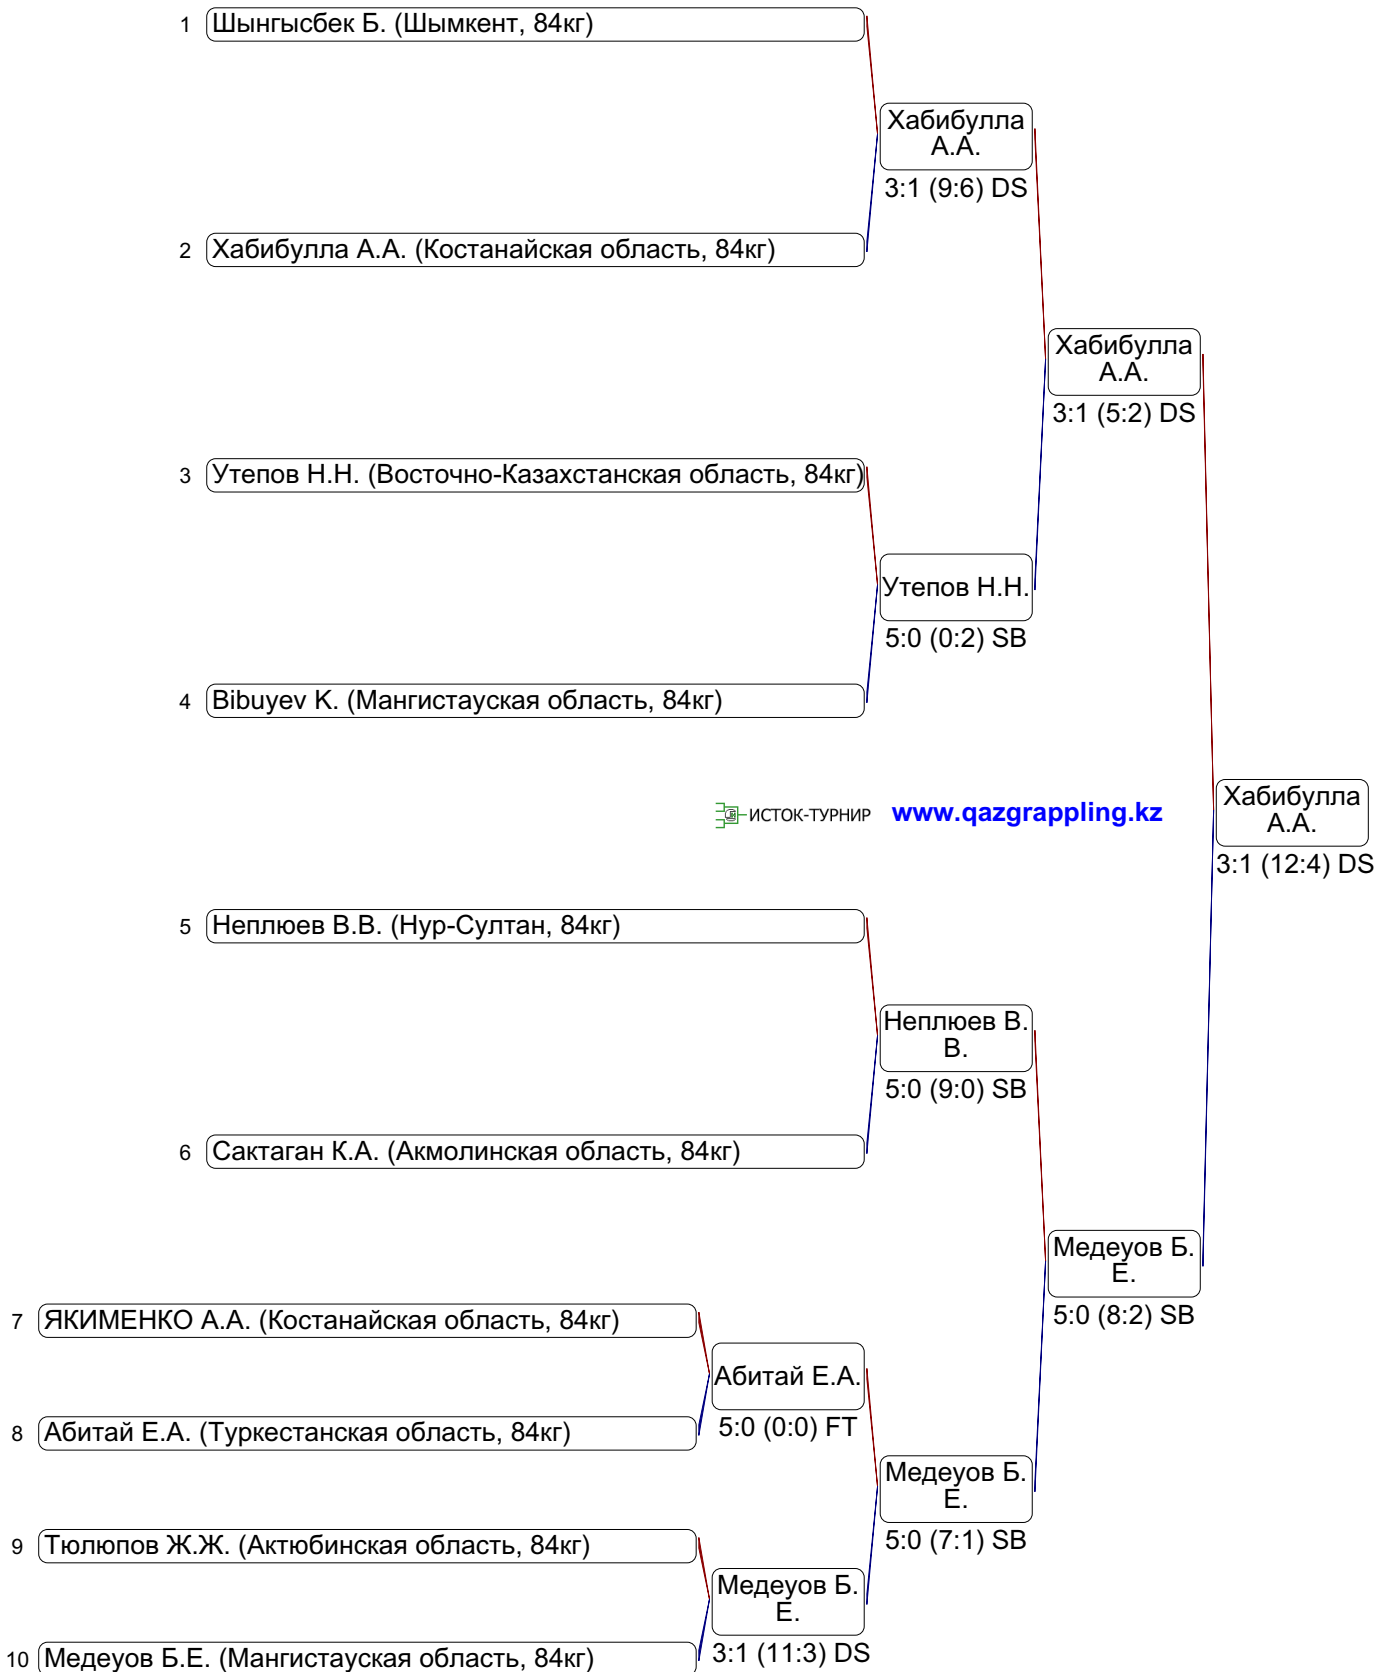 1 Шынгысбек Б. (Шымкент, 84кг)
Хабибулла
А.А.
3:1 (9:6) DS
2 Хабибулла А.А. (Костанайская область, 84кг)
Хабибулла
А.А.
3:1 (5:2) DS
3 Утепов Н.Н. (Восточно-Казахстанская область, 84кг)
Утепов Н.Н.
5:0 (0:2) SB
4 Bibuyev K. (Мангистауская область, 84кг)
ИСТОК-ТУРНИР www.qazgrappling.kz
Хабибулла
А.А.
3:1 (12:4) DS
5 Неплюев В.В. (Нур-Султан, 84кг)
Неплюев В.
В.
5:0 (9:0) SB
6 Сактаган К.А. (Акмолинская область, 84кг)
Медеуов Б.
Е.
5:0 (8:2) SB
7 ЯКИМЕНКО А.А. (Костанайская область, 84кг)
Абитай Е.А.
5:0 (0:0) FT
8 Абитай Е.А. (Туркестанская область, 84кг)
Медеуов Б.
Е.
5:0 (7:1) SB
9 Тюлюпов Ж.Ж. (Актюбинская область, 84кг)
Медеуов Б.
Е.
3:1 (11:3) DS
10 Медеуов Б.Е. (Мангистауская область, 84кг)